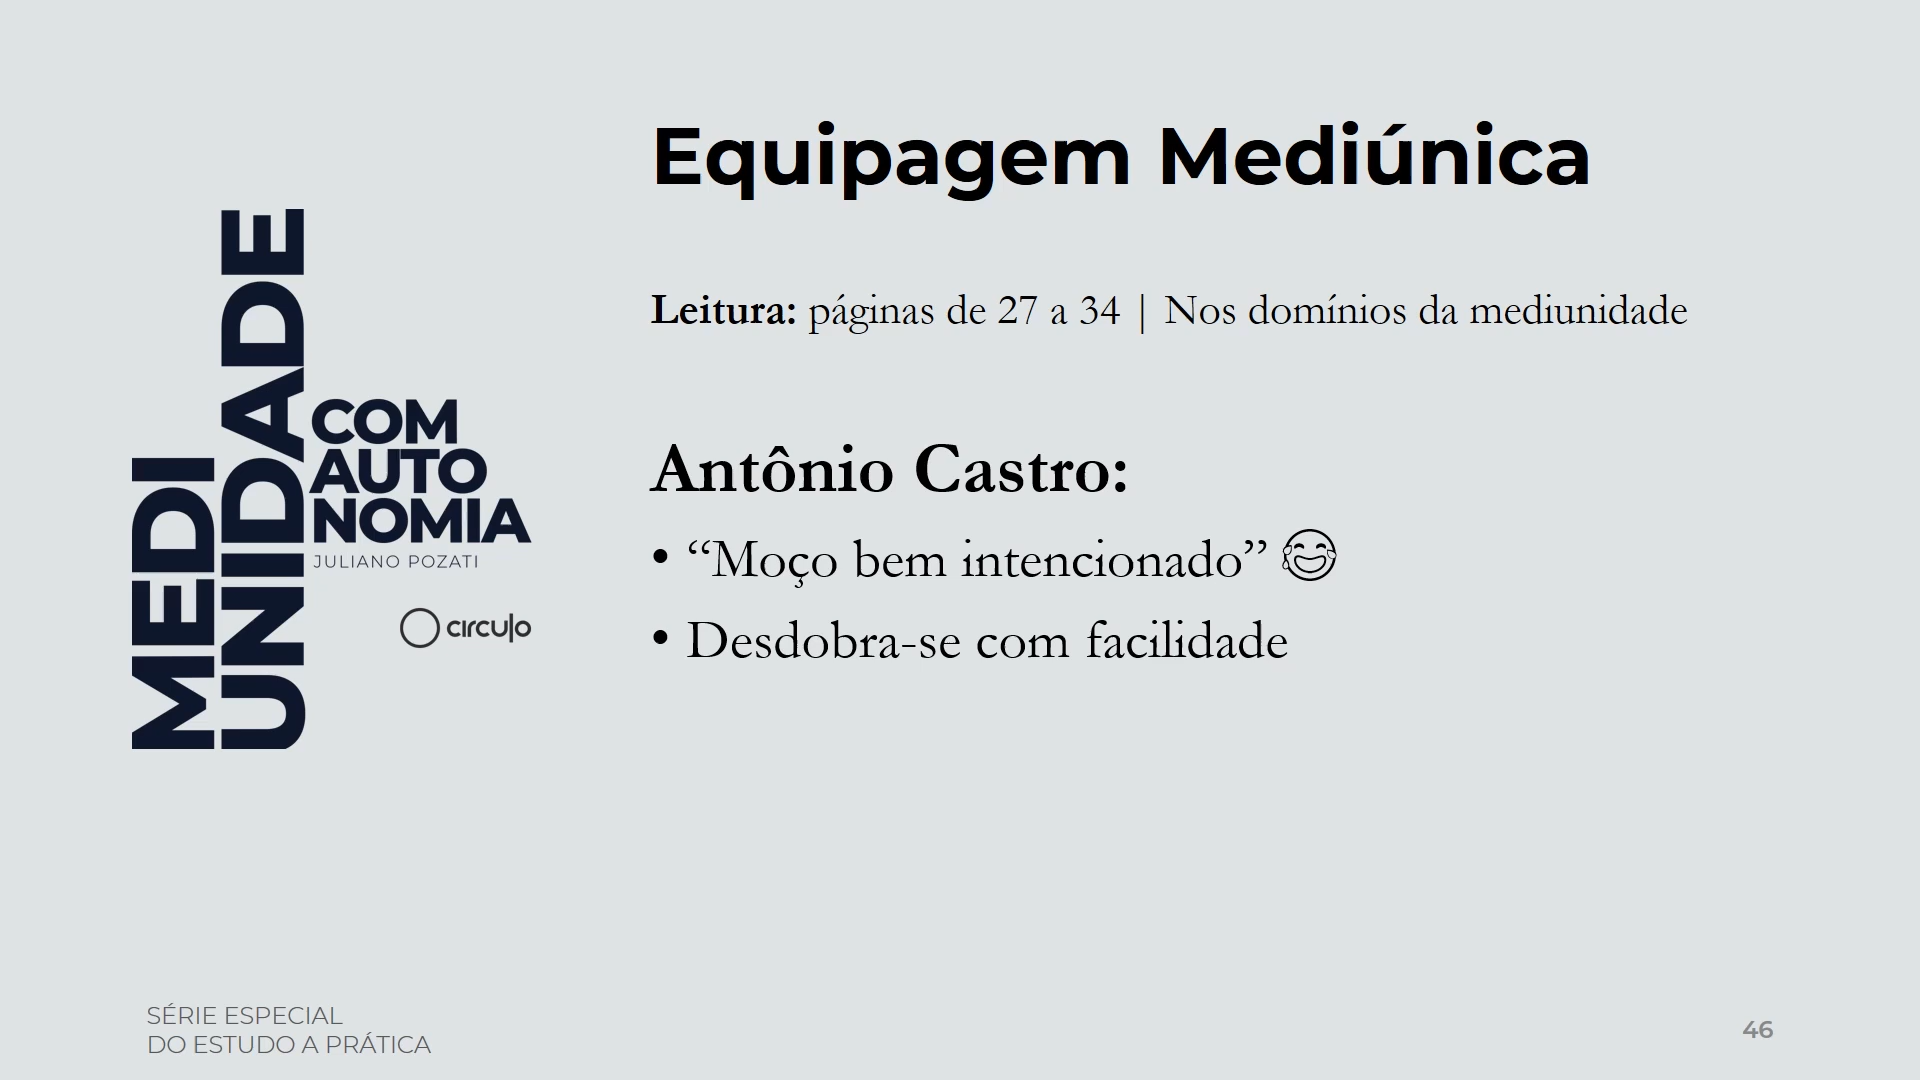 Equipagem Mediúnica
Leitura: páginas de 27 a 34 | Nos domínios da mediunidade
MEDI
UNIDADE
COM
AUTO
NOMIA
JULIANO POZATI
circulo
Antônio Castro:
• “Moço bem intencionado” 😂
• Desdobra-se com facilidade
SÉRIE ESPECIAL
DO ESTUDO A PRÁTICA
46